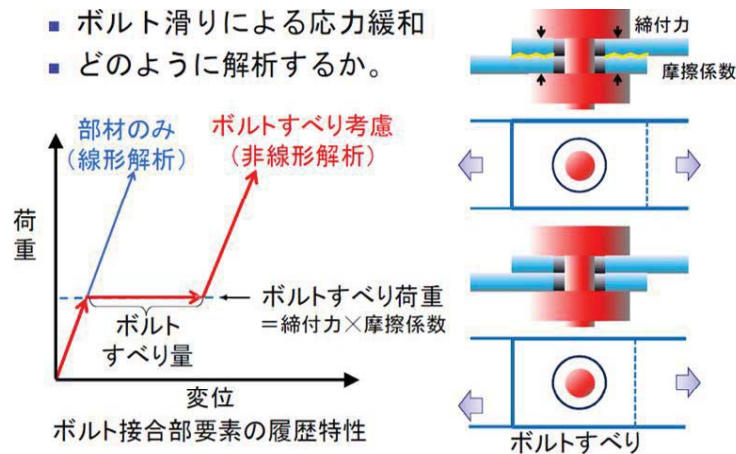 ■ ボルト滑りによる応力緩和
■ どのように解析するか。
部材のみ
(線形解析)
ボルトすべり考慮
(非線形解析)
荷重
ボルト
すべり量
ボルトすべり荷重
=締付力×摩擦係数
変位
ボルト接合部要素の履歴特性
締付力
摩擦係数
ボルトすべり